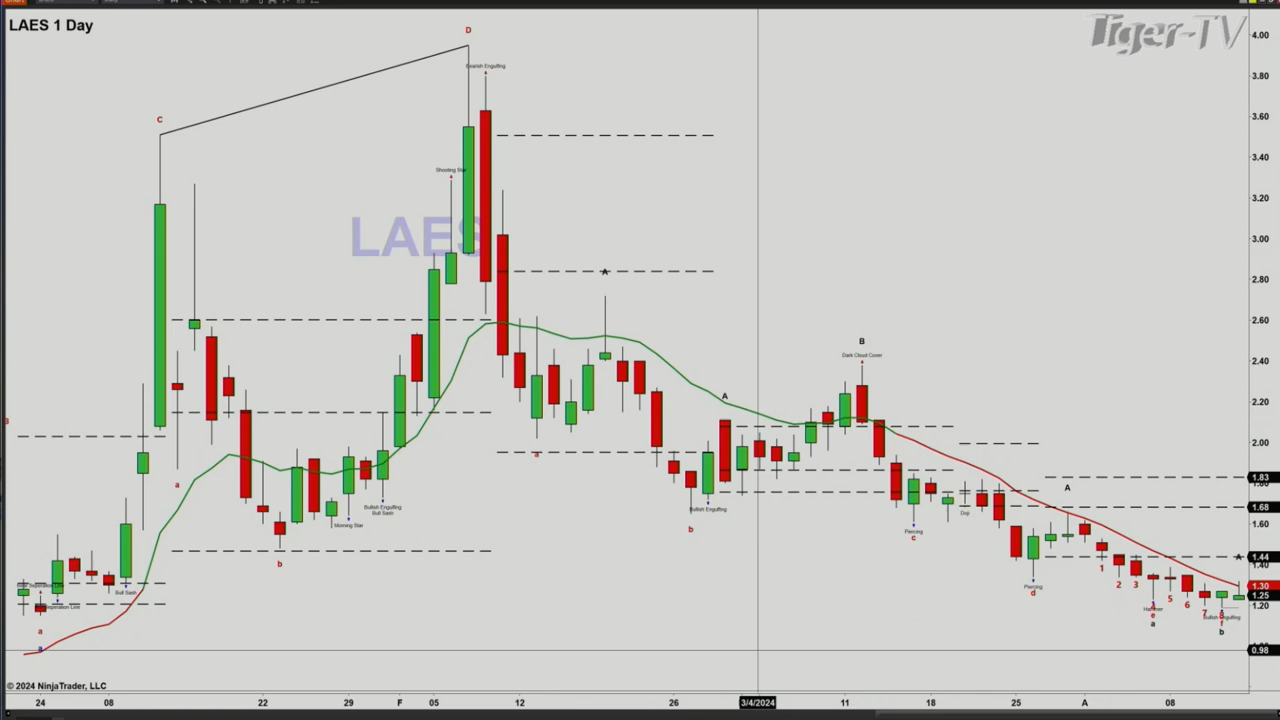 LAES 1 Day
Tiger-TV
D
4.00
Bearish Engulfing
3.80
C
3.60
3.40
Shooting Star
3.20
LAES
3.00
A
2.80
2.60
B
Dark Cloud Cover
2.40
A
2.20
2.00
a
a
1.83
A
1.68
Bullish Engulfing
Bull Sash
Bullish Engulfing
Doji
Morning Star
b
Piercing
c
1.60
b
1.44
A
1.40
1
Piercing
d
2
3
1.30
Bull Sash
1.25
5
6
1.20
7
Bullish Engulfing
a
b
a
a
0.98
© 2024 NinjaTrader, LLC
24
08
22
29
F
05
12
26
3/4/2024
11
18
25
A
08